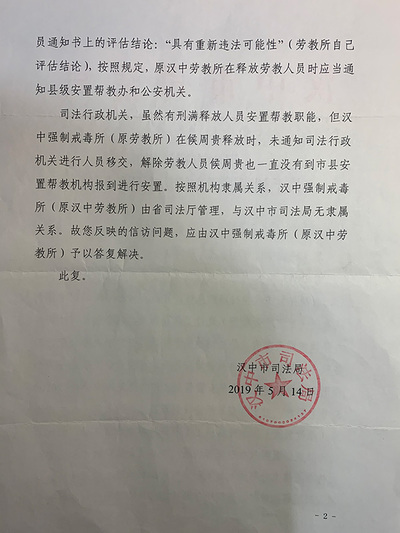 员通知书上的评估结论：“具有重新违法可能性”（劳教所自己
评估结论），按照规定，原汉中劳教所在释放劳教人员时应当通
知县级安置帮教办和公安机关。
司法行政机关，虽然有刑满释放人员安置帮教职能，但汉
中强制戒毒所（原劳教所）在侯周贵释放时，未通知司法行政
机关进行人员移交，解除劳教人员侯周贵也一直没有到市县安
置帮教机构报到进行安置。按照机构隶属关系，汉中强制戒毒
所（原汉中劳教所）由省司法厅管理，与汉中市司法局无隶属
关系。故您反映的信访问题，应由汉中强制戒毒所（原汉中劳
教所）予以答复解决。
此复。
汉中市司法局
2019年5月14日
汉中市司法局
- 2 -